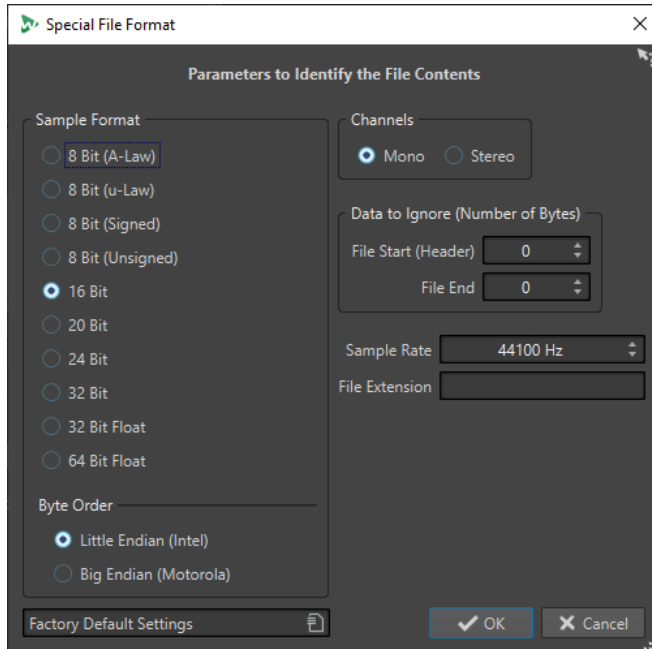 Special File Format
Parameters to Identify the File Contents
Sample Format
8 Bit (A-Law)
8 Bit (u-Law)
8 Bit (Signed)
8 Bit (Unsigned)
16 Bit
20 Bit
24 Bit
32 Bit
32 Bit Float
64 Bit Float
Byte Order
Little Endian (Intel)
Big Endian (Motorola)
Channels
Mono Stereo
Data to Ignore (Number of Bytes)
File Start (Header) 0
File End 0
Sample Rate 44100 Hz
File Extension
Factory Default Settings
OK Cancel